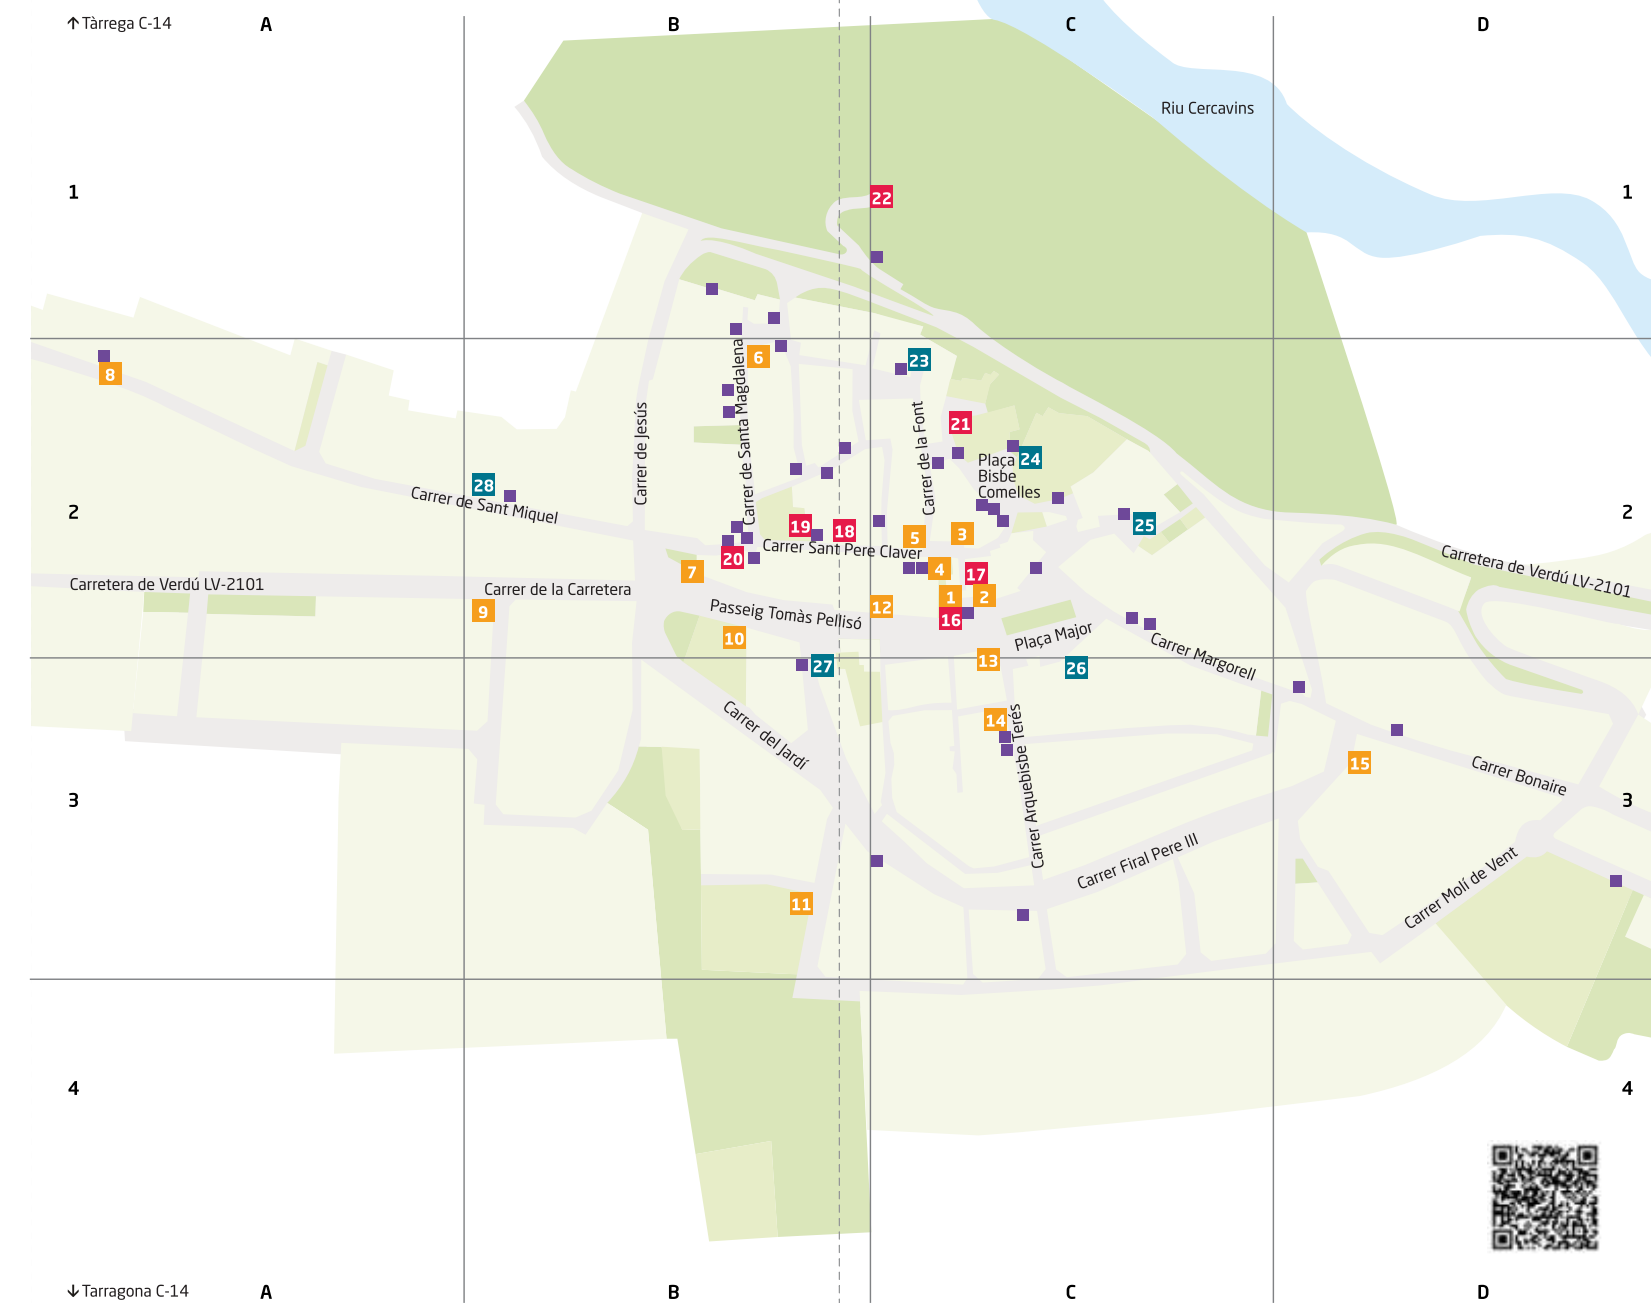 ↑ Tàrrega C-14
A
B
C
D
Riu Cercavins
1
1
22
6
23
8
21
Carrer de Jesús
Carrer de Santa Magdalena
Carrer de la Font
Plaça
Bisbe
Comelles
24
28
Carrer de Sant Miquel
2
2
19
18
5
3
25
20
Carrer Sant Pere Claver
7
4
17
Carretera de Verdú LV-2101
Carretera de Verdú LV-2101
Carrer de la Carretera
9
Passeig Tomàs Pellisó
12
1
2
16
10
Plaça Major
Carrer Margorell
27
13
26
14
Carrer del Jardí
Carrer Arquebisbe Terés
15
Carrer Bonaire
3
3
Carrer Firal Pere III
Carrer Molí de Vent
11
4
4
↓ Tarragona C-14
A
B
C
D